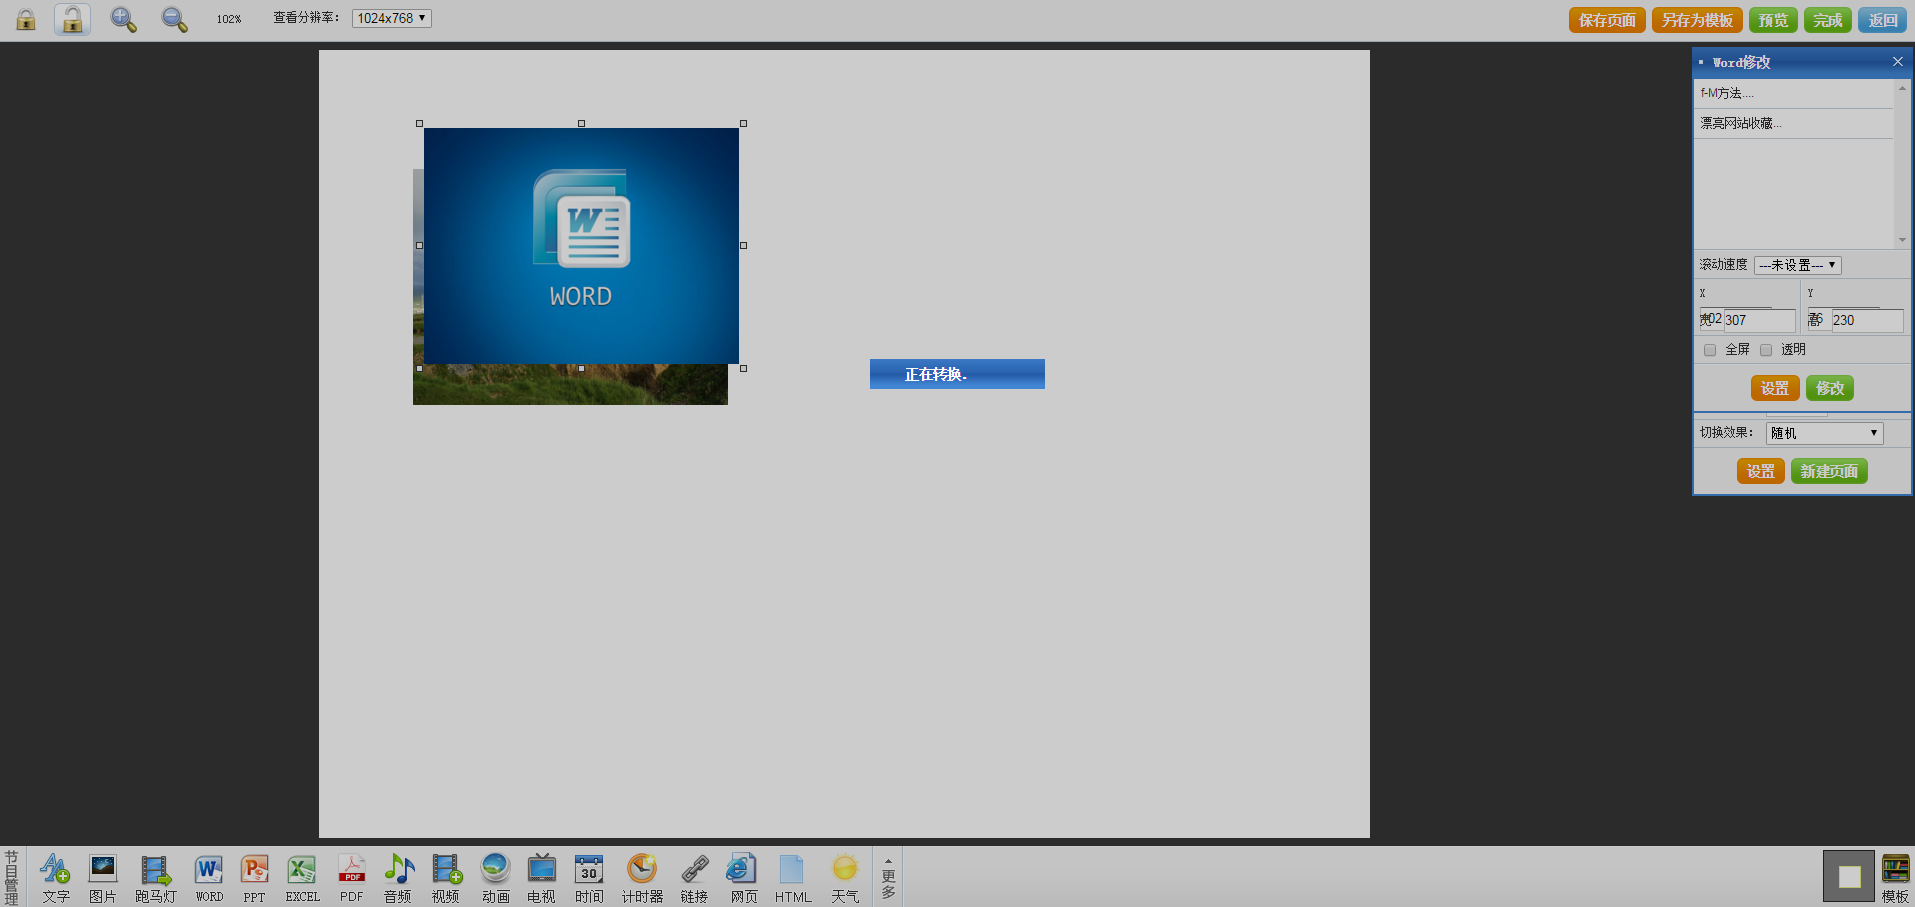 102%
查看分辨率：
1024x768
保存页面
另存为模板
预览
完成
返回
Word修改
f-M方法....
漂亮网站收藏...
WORD
滚动速度 ---未设置---
X
Y
宽 307
高 230
全屏 透明
正在转换.
设置 修改
切换效果： 随机
设置 新建页面
节目管理
文字
图片
跑马灯
WORD
PPT
EXCEL
PDF
音频
视频
动画
电视
30
时间
计时器
链接
网页
HTML
天气
更多
模板